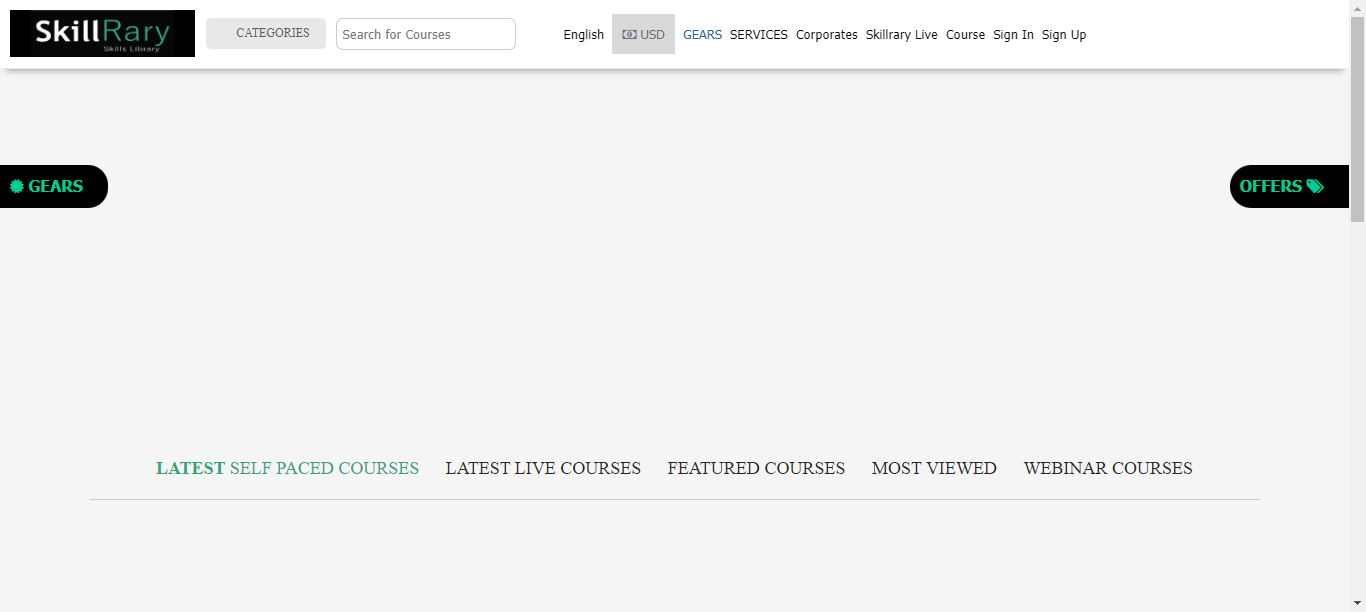 SkillRary
Skills Library
CATEGORIES
Search for Courses
English
USD
GEARS
SERVICES
Corporates
Skillrary Live
Course
Sign In
Sign Up
GEARS
OFFERS
LATEST SELF PACED COURSES
LATEST LIVE COURSES
FEATURED COURSES
MOST VIEWED
WEBINAR COURSES